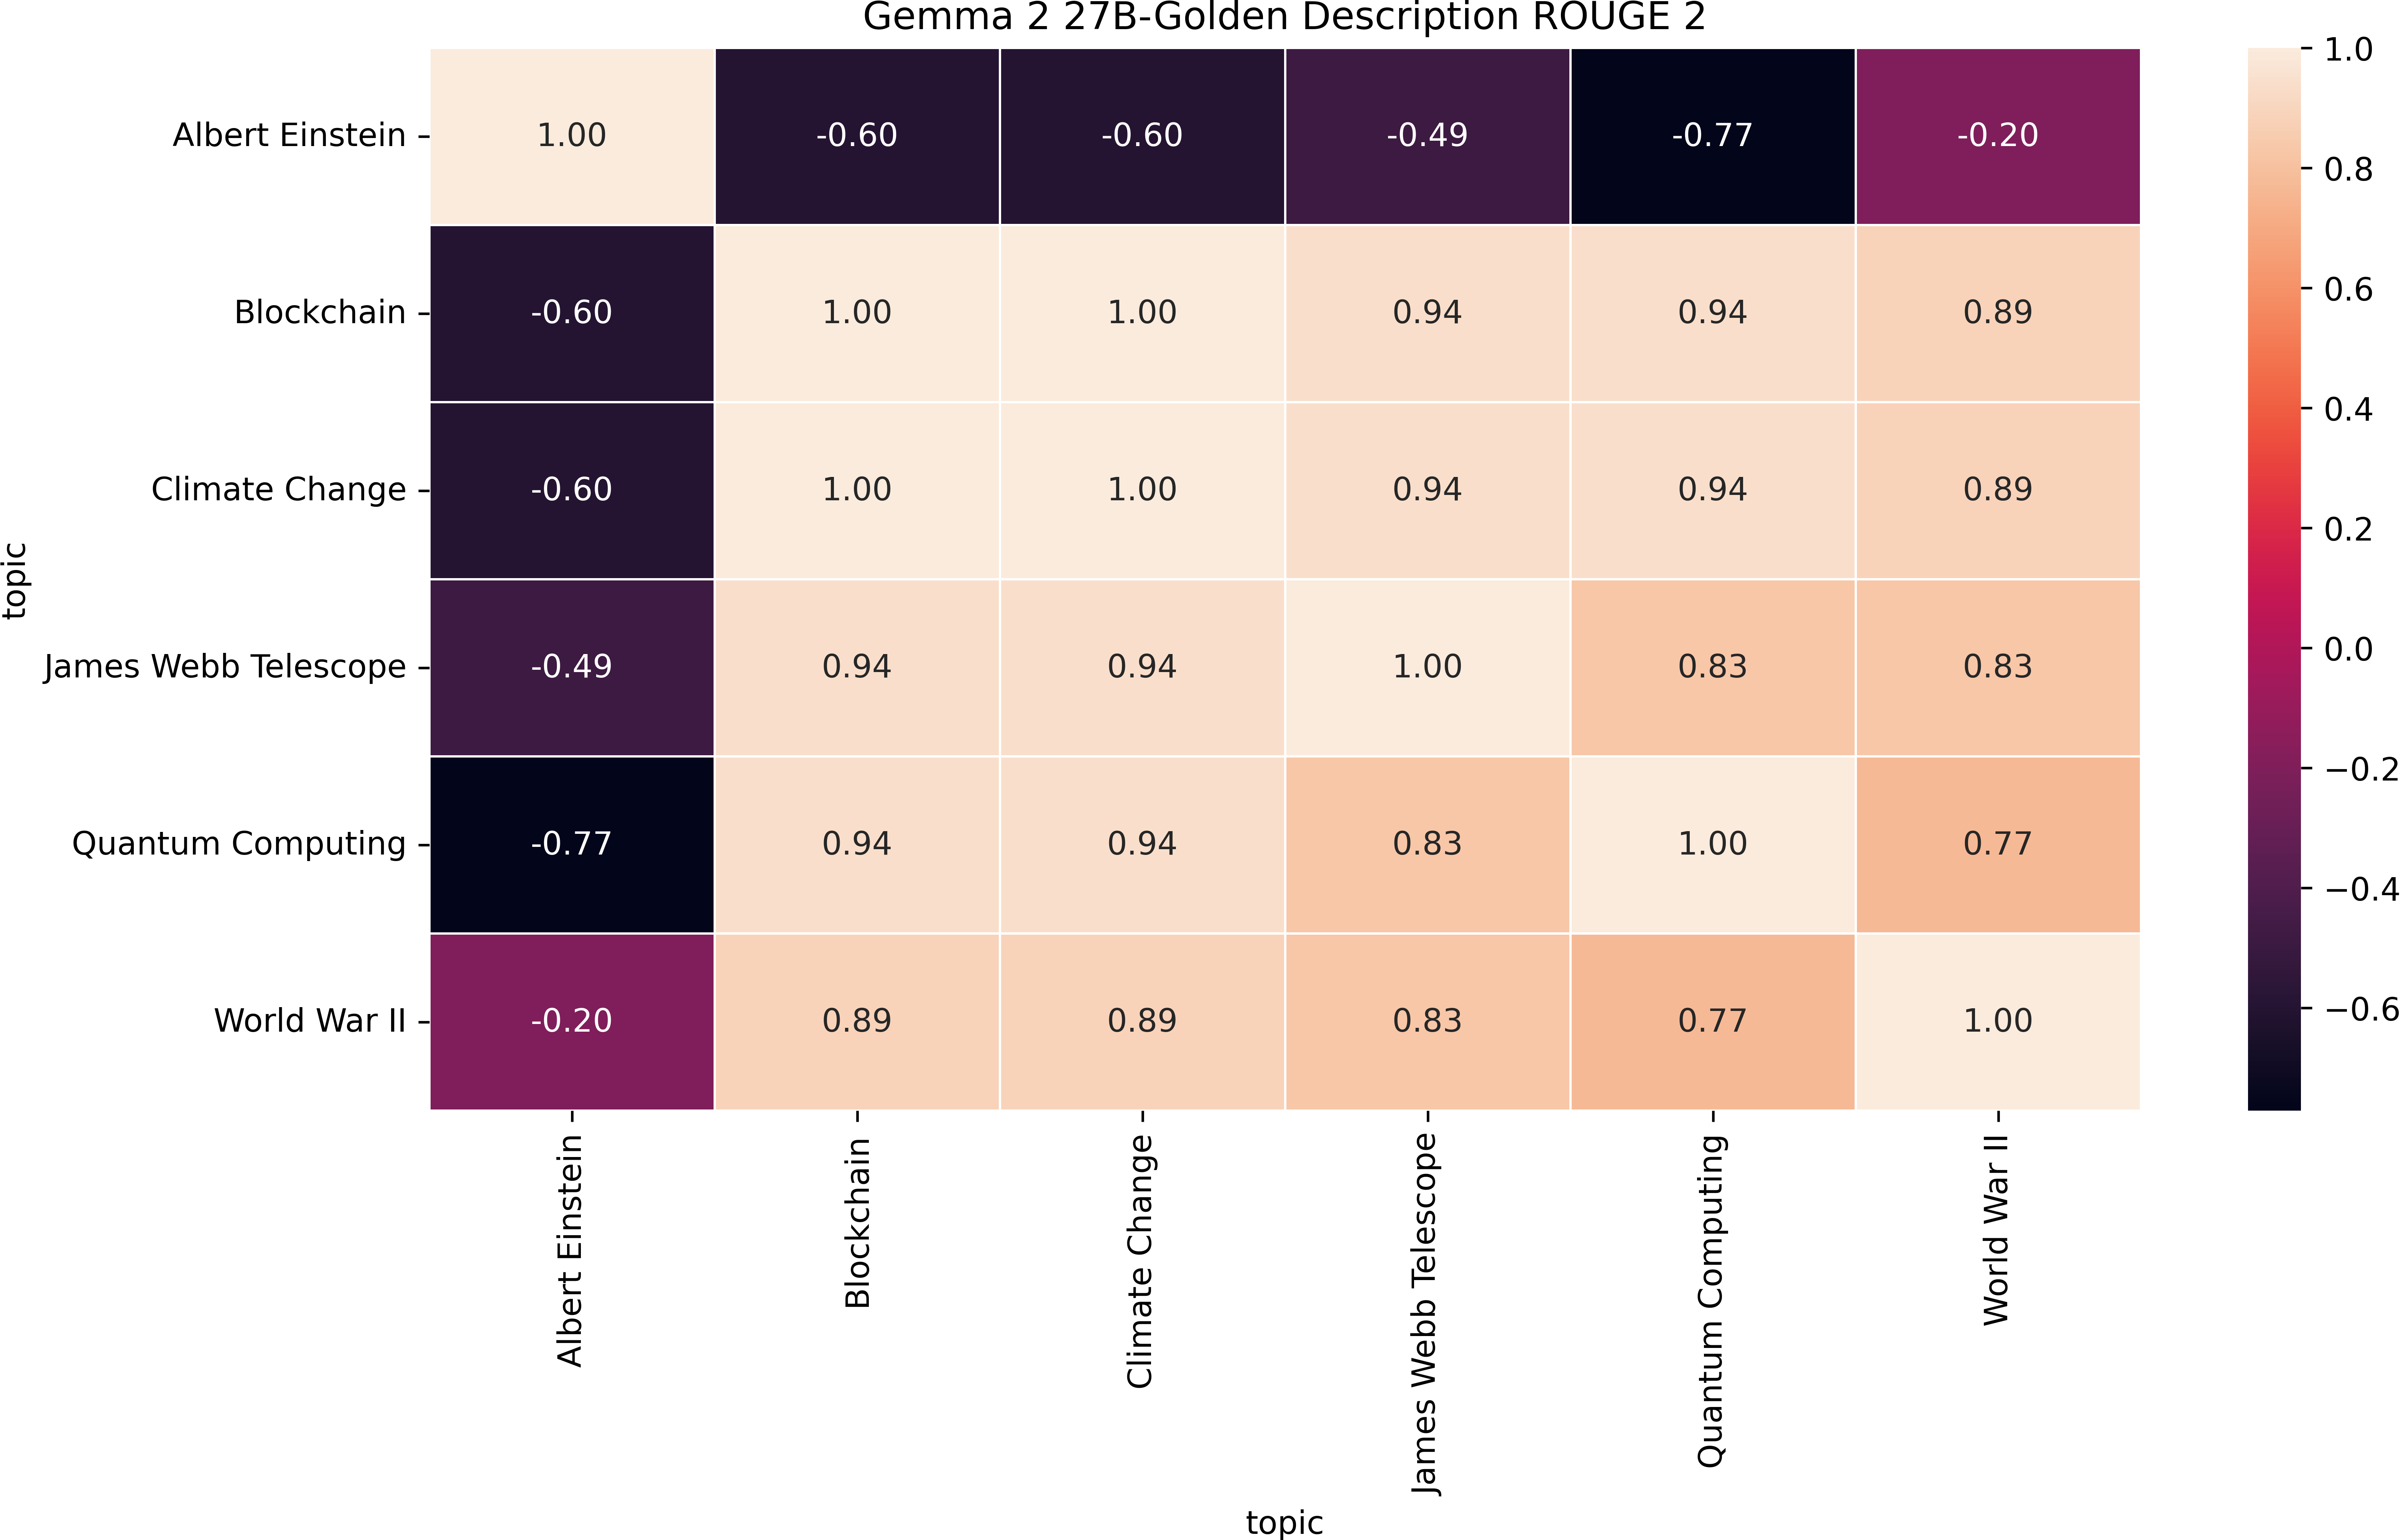 Gemma 2 27B-Golden Description ROUGE 2
Albert Einstein 1.00 -0.60 -0.60 -0.49 -0.77 -0.20
Blockchain -0.60 1.00 1.00 0.94 0.94 0.89
Climate Change -0.60 1.00 1.00 0.94 0.94 0.89
James Webb Telescope -0.49 0.94 0.94 1.00 0.83 0.83
Quantum Computing -0.77 0.94 0.94 0.83 1.00 0.77
World War II -0.20 0.89 0.89 0.83 0.77 1.00
topic
Albert Einstein
Blockchain
Climate Change
James Webb Telescope
Quantum Computing
World War II
topic
1.0
0.8
0.6
0.4
0.2
0.0
−0.2
−0.4
−0.6